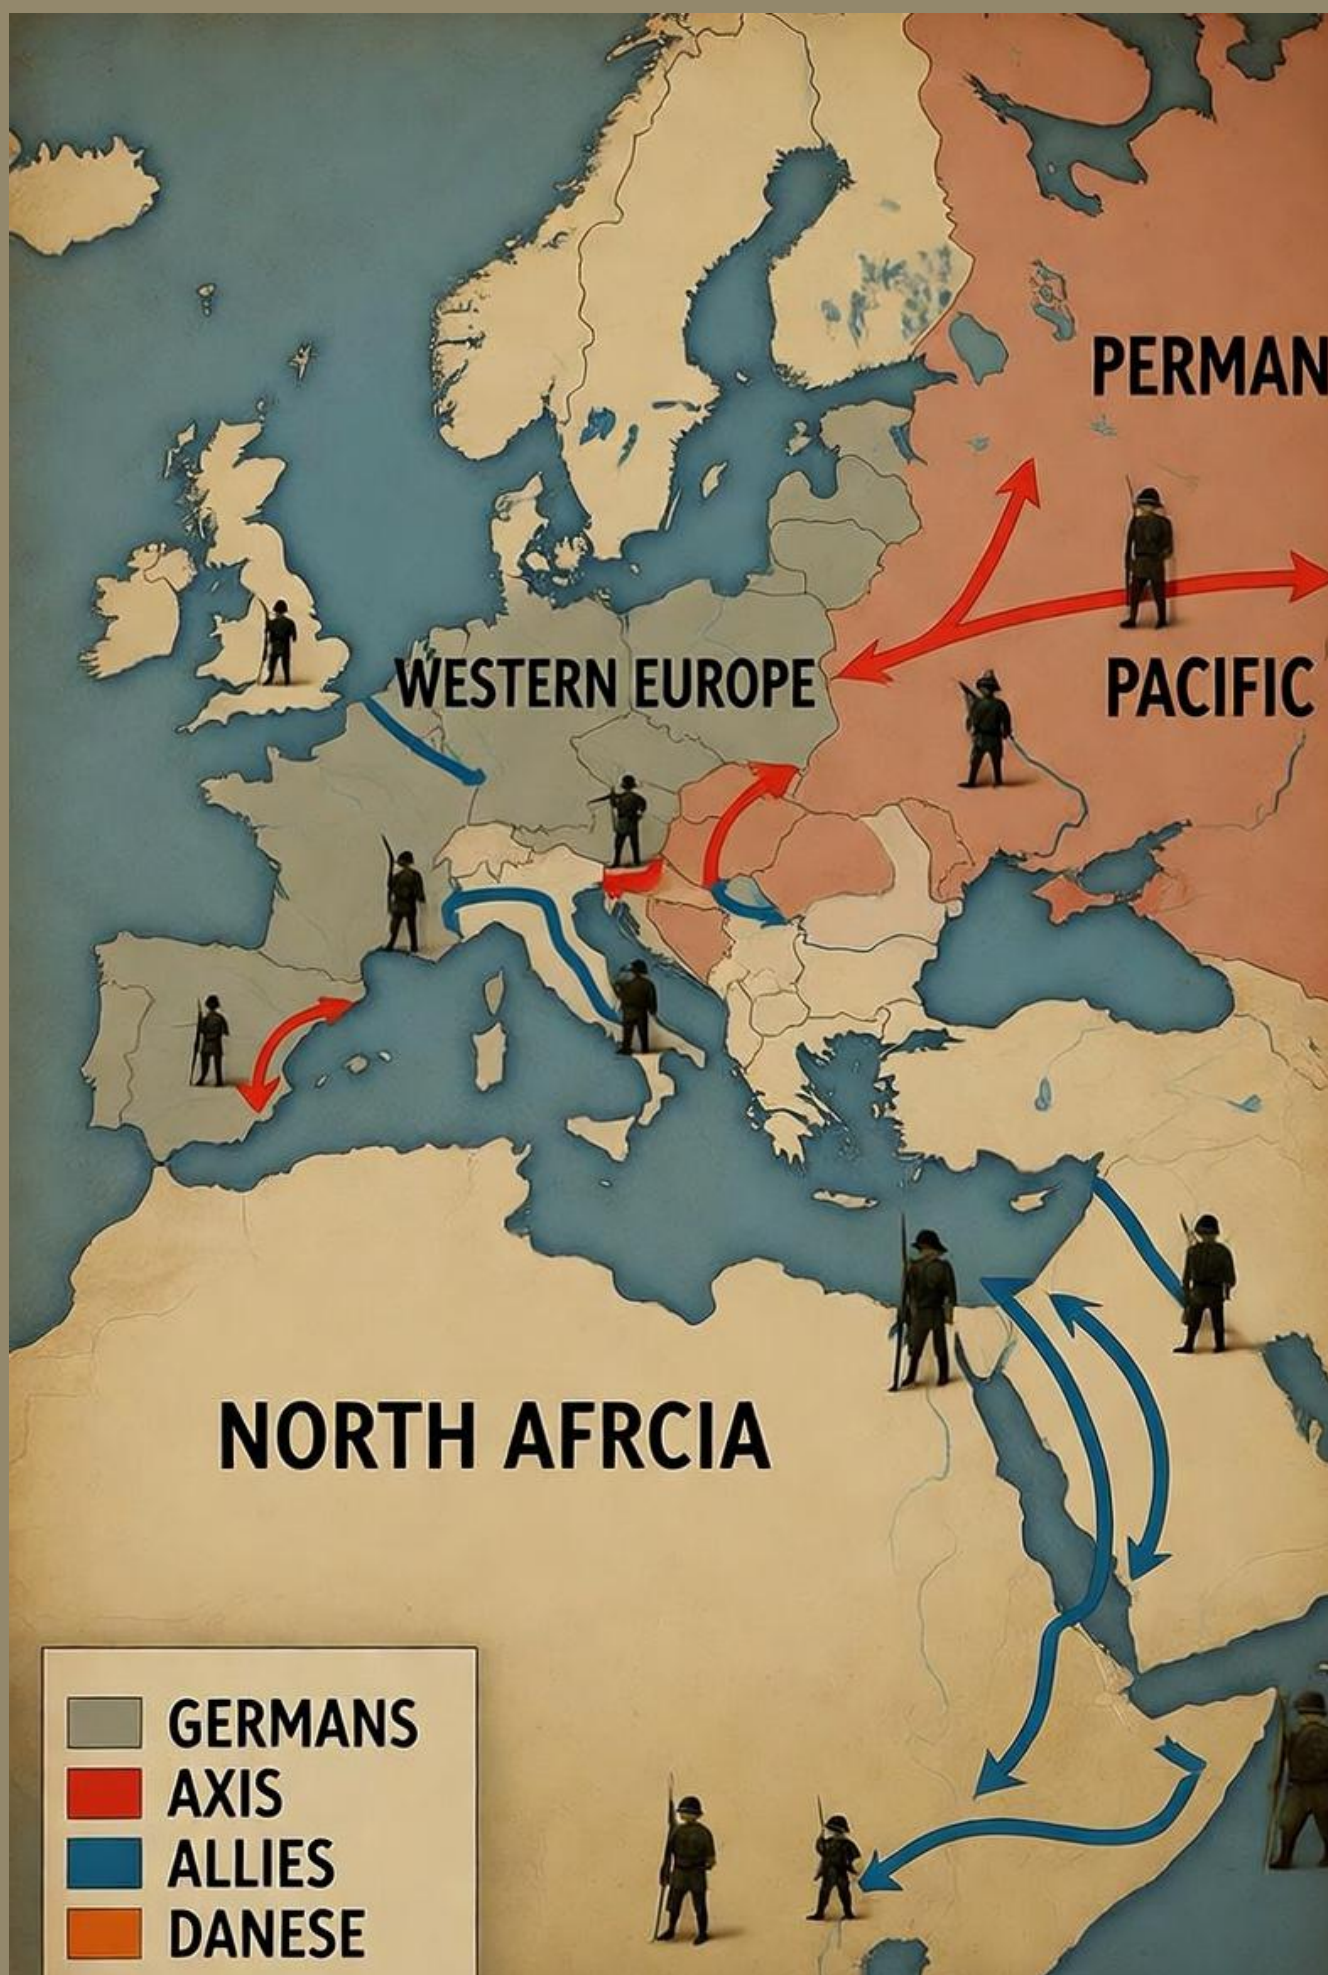 PERMAN
WESTERN EUROPE
PACIFIC
NORTH AFRCIA
GERMANS
AXIS
ALLIES
DANESE